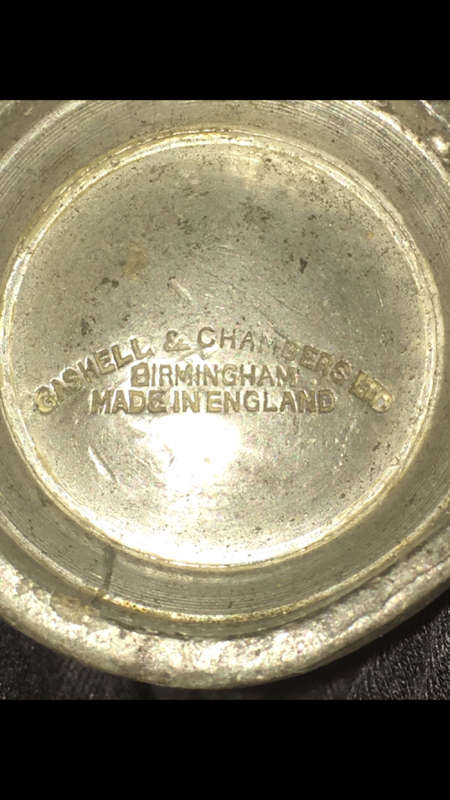 GASKELL & CHAMBERS LTD
BIRMINGHAM
MADE IN ENGLAND